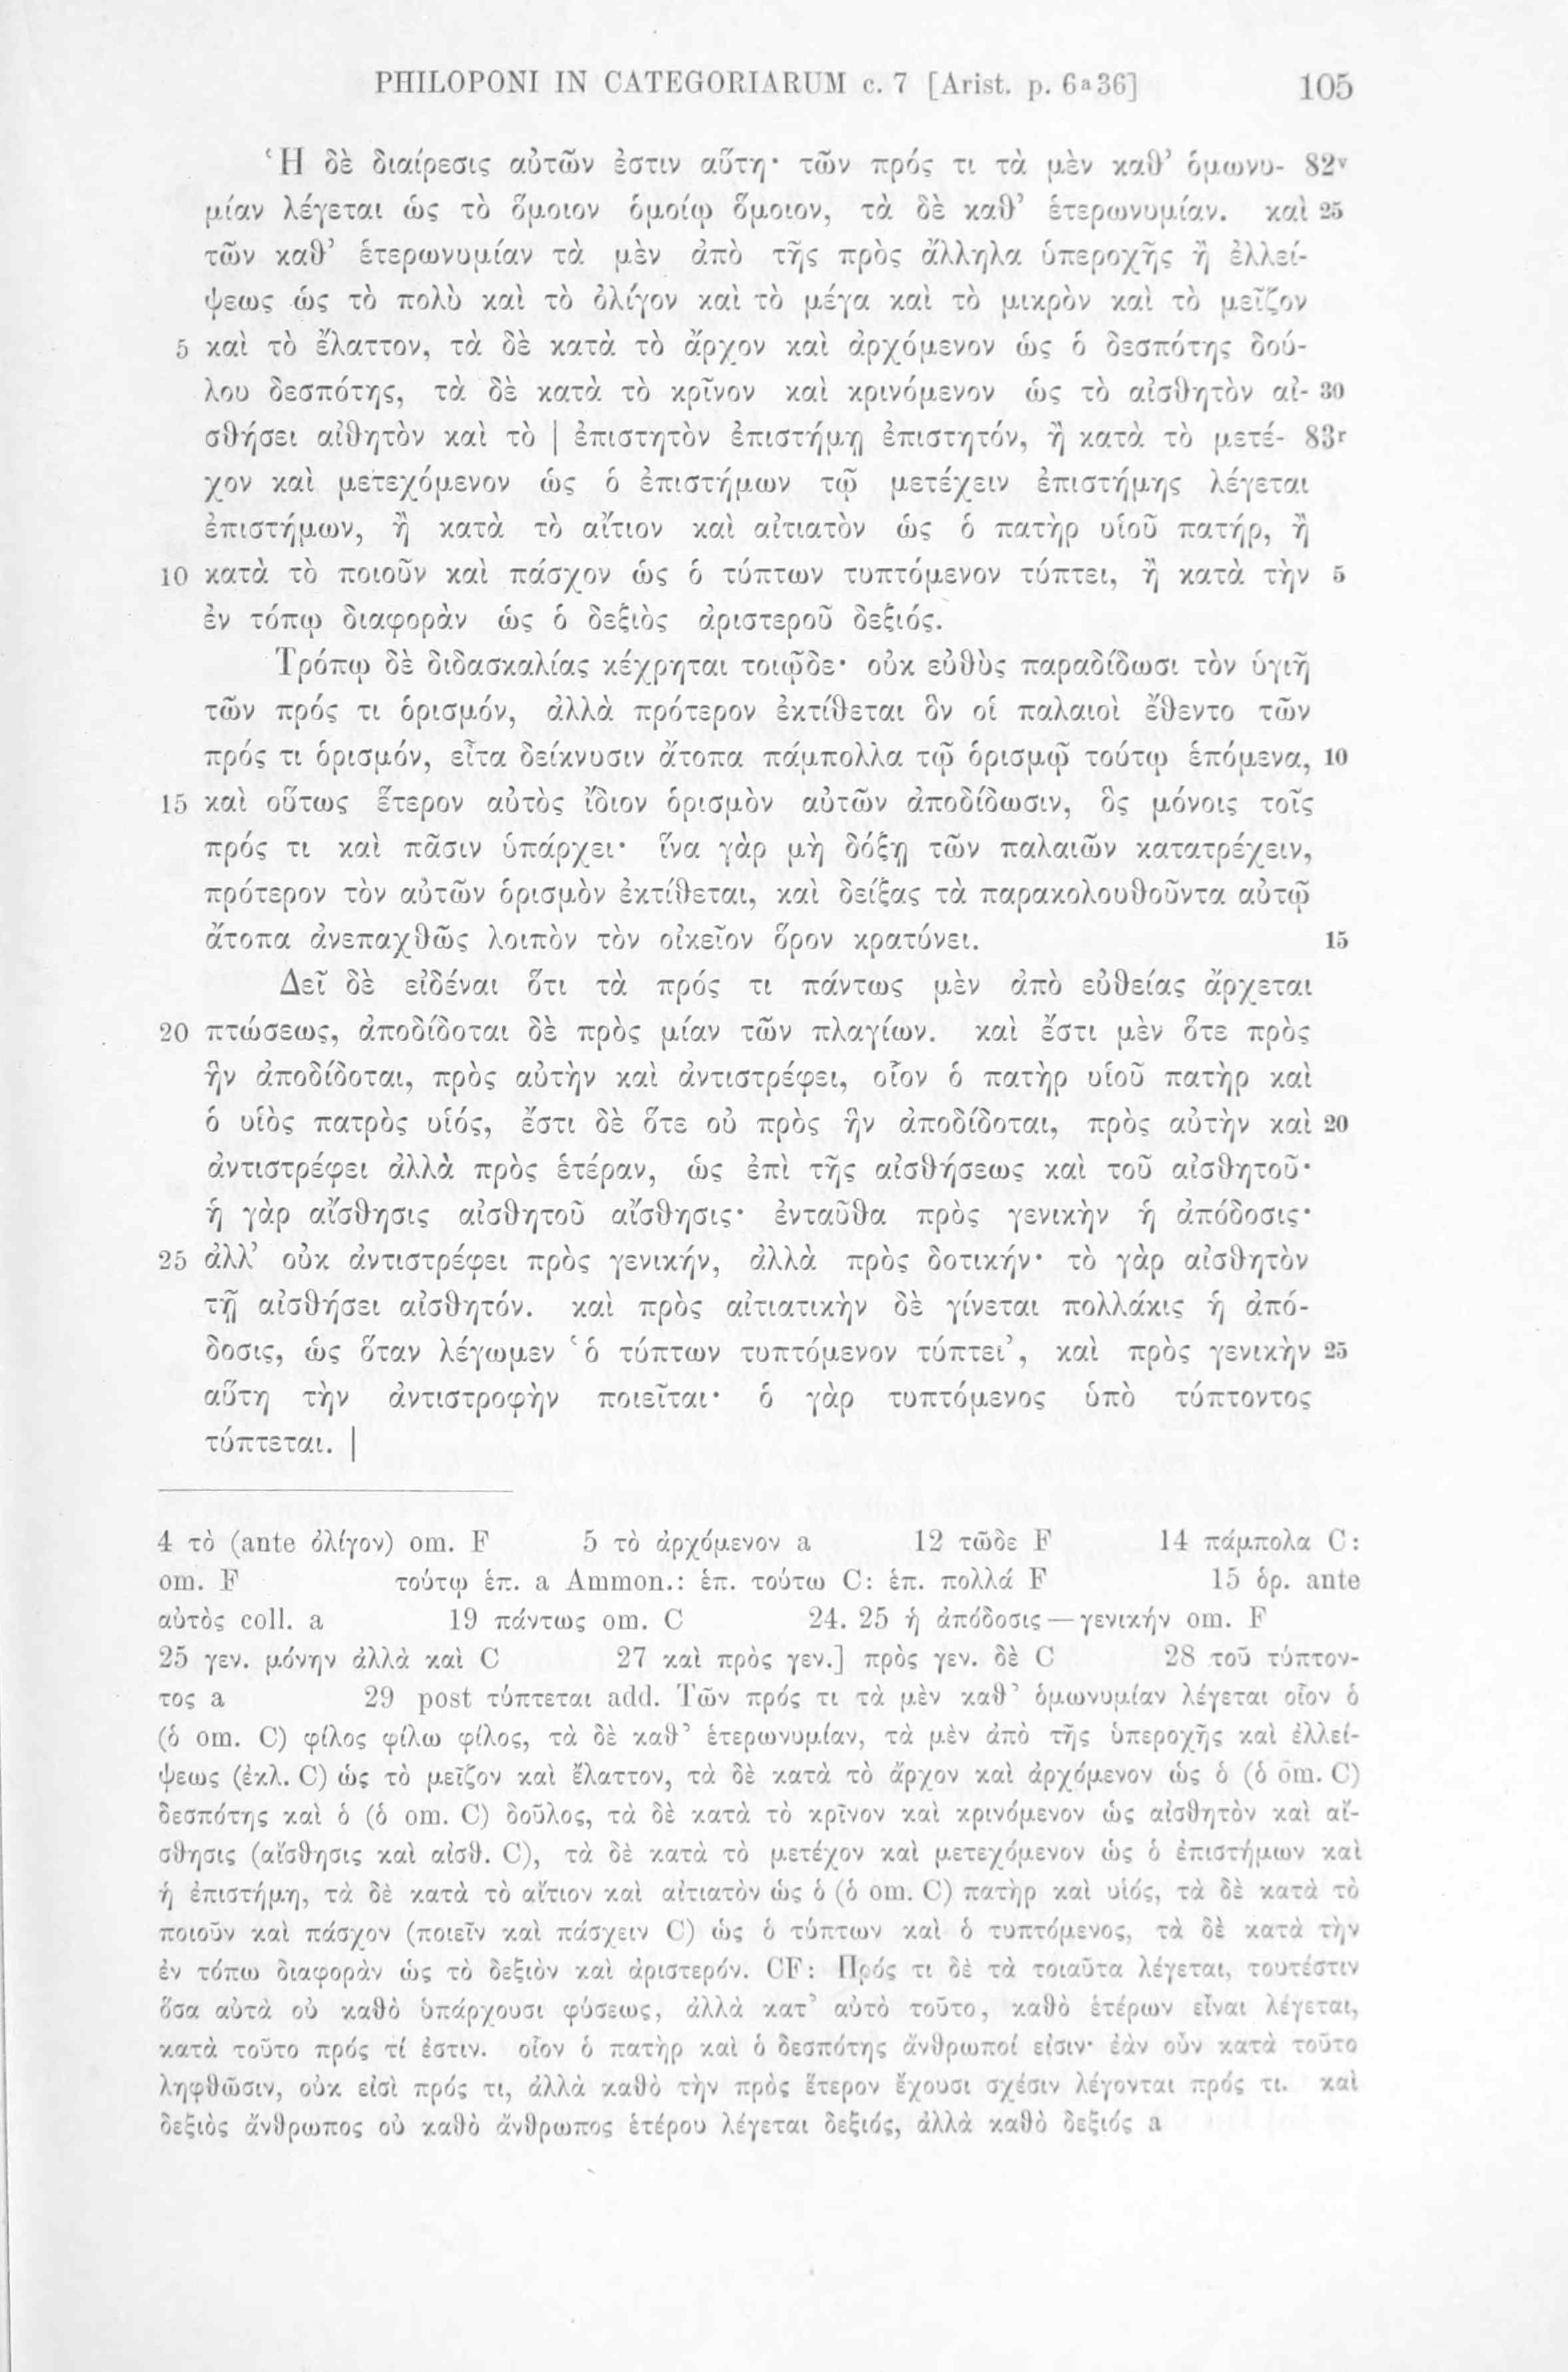 PHILOPONI IN CATEGORIARUM c. 7 [Arist. p. 6ª36] 105
Ἡ δὲ διαίρεσις αὐτῶν ἐστιν αὕτη· τῶν πρός τι τὰ μὲν καθ’ ὁμωνυ- 82v
μίαν λέγεται ὡς τὸ ὅμοιον ὁμοίῳ ὅμοιον, τὰ δὲ καθ’ ἑτερωνυμίαν. καὶ 25
τῶν καθ’ ἑτερωνυμίαν τὰ μὲν ἀπὸ τῆς πρὸς ἄλληλα ὑπεροχῆς ἢ ἐλλεί-
ψεως ὡς τὸ πολὺ καὶ τὸ ὀλίγον καὶ τὸ μέγα καὶ τὸ μικρὸν καὶ τὸ μεῖζον
5 καὶ τὸ ἔλαττον, τὰ δὲ κατὰ τὸ ἄρχον καὶ ἀρχόμενον ὡς ὁ δεσπότης δού-
λου δεσπότης, τὰ δὲ κατὰ τὸ κρῖνον καὶ κρινόμενον ὡς τὸ αἰσθητὸν αἰ- 30
σθήσει αἰθητὸν καὶ τὸ | ἐπιστητὸν ἐπιστήμῃ ἐπιστητόν, ἢ κατὰ τὸ μετέ- 83r
χον καὶ μετεχόμενον ὡς ὁ ἐπιστήμων τῷ μετέχειν ἐπιστήμης λέγεται
ἐπιστήμων, ἢ κατὰ τὸ αἴτιον καὶ αἰτιατὸν ὡς ὁ πατὴρ υἱοῦ πατήρ, ἢ
10 κατὰ τὸ ποιοῦν καὶ πάσχον ὡς ὁ τύπτων τυπτόμενον τύπτει, ἢ κατὰ τὴν 5
ἐν τόπῳ διαφορὰν ὡς ὁ δεξιὸς ἀριστεροῦ δεξιός.
Τρόπῳ δὲ διδασκαλίας κέχρηται τοιῷδε· οὐκ εὐθὺς παραδίδωσι τὸν ὑγιῆ
τῶν πρός τι ὁρισμόν, ἀλλὰ πρότερον ἐκτίθεται ὃν οἱ παλαιοὶ ἔθεντο τῶν
πρός τι ὁρισμόν, εἶτα δείκνυσιν ἄτοπα πάμπολλα τῷ ὁρισμῷ τούτῳ ἑπόμενα, 10
15 καὶ οὕτως ἕτερον αὐτὸς ἴδιον ὁρισμὸν αὐτῶν ἀποδίδωσιν, ὃς μόνοις τοῖς
πρός τι καὶ πᾶσιν ὑπάρχει· ἵνα γὰρ μὴ δόξῃ τῶν παλαιῶν κατατρέχειν,
πρότερον τὸν αὐτῶν ὁρισμὸν ἐκτίθεται, καὶ δείξας τὰ παρακολουθοῦντα αὐτῷ
ἄτοπα ἀνεπαχθῶς λοιπὸν τὸν οἰκεῖον ὅρον κρατύνει. 15
Δεῖ δὲ εἰδέναι ὅτι τὰ πρός τι πάντως μὲν ἀπὸ εὐθείας ἄρχεται
20 πτώσεως, ἀποδίδοται δὲ πρὸς μίαν τῶν πλαγίων. καὶ ἔστι μὲν ὅτε πρὸς
ἣν ἀποδίδοται, πρὸς αὐτὴν καὶ ἀντιστρέφει, οἷον ὁ πατὴρ υἱοῦ πατὴρ καὶ
ὁ υἱὸς πατρὸς υἱός, ἔστι δὲ ὅτε οὐ πρὸς ἣν ἀποδίδοται, πρὸς αὐτὴν καὶ 20
ἀντιστρέφει ἀλλὰ πρὸς ἑτέραν, ὡς ἐπὶ τῆς αἰσθήσεως καὶ τοῦ αἰσθητοῦ·
ἡ γὰρ αἴσθησις αἰσθητοῦ αἴσθησις· ἐνταῦθα πρὸς γενικὴν ἡ ἀπόδοσις·
25 ἀλλ’ οὐκ ἀντιστρέφει πρὸς γενικήν, ἀλλὰ πρὸς δοτικήν· τὸ γὰρ αἰσθητὸν
τῇ αἰσθήσει αἰσθητόν. καὶ πρὸς αἰτιατικὴν δὲ γίνεται πολλάκις ἡ ἀπό-
δοσις, ὡς ὅταν λέγωμεν ‘ὁ τύπτων τυπτόμενον τύπτει’, καὶ πρὸς γενικὴν 25
αὕτη τὴν ἀντιστροφὴν ποιεῖται· ὁ γὰρ τυπτόμενος ὑπὸ τύπτοντος
τύπτεται. |
4 τὸ (ante ὀλίγον) om. F 5 τὸ ἀρχόμενον a 12 τῶδε F 14 πάμπολα C:
om. F τούτῳ ἑπ. a Ammon.: ἑπ. τούτω C: ἑπ. πολλά F 15 ὁρ. ante
αὐτὸς coll. a 19 πάντως om. C 24. 25 ἡ ἀπόδοσις — γενικήν om. F
25 γεν. μόνην ἀλλὰ καὶ C 27 καὶ πρὸς γεν.] πρὸς γεν. δὲ C 28 τοῦ τύπτον-
τος a 29 post τύπτεται add. Τῶν πρός τι τὰ μὲν καθ’ ὁμωνυμίαν λέγεται οἷον ὁ
(ὁ om. C) φίλος φίλω φίλος, τὰ δὲ καθ’ ἑτερωνυμίαν, τὰ μὲν ἀπὸ τῆς ὑπεροχῆς καὶ ἐλλεί-
ψεως (ἐκλ. C) ὡς τὸ μεῖζον καὶ ἔλαττον, τὰ δὲ κατὰ τὸ ἄρχον καὶ ἀρχόμενον ὡς ὁ (ὁ om. C)
δεσπότης καὶ ὁ (ὁ om. C) δοῦλος, τὰ δὲ κατὰ τὸ κρῖνον καὶ κρινόμενον ὡς αἰσθητὸν καὶ αἴ-
σθησις (αἴσθησις καὶ αἰσθ. C), τὰ δὲ κατὰ τὸ μετέχον καὶ μετεχόμενον ὡς ὁ ἐπιστήμων καὶ
ἡ ἐπιστήμη, τὰ δὲ κατὰ τὸ αἴτιον καὶ αἰτιατὸν ὡς ὁ (ὁ om. C) πατὴρ καὶ υἱός, τὰ δὲ κατὰ τὸ
ποιοῦν καὶ πάσχον (ποιεῖν καὶ πάσχειν C) ὡς ὁ τύπτων καὶ ὁ τυπτόμενος, τὰ δὲ κατὰ τὴν
ἐν τόπω διαφορὰν ὡς τὸ δεξιὸν καὶ ἀριστερόν. CF: Πρός τι δὲ τὰ τοιαῦτα λέγεται, τουτέστιν
ὅσα αὐτὰ οὐ καθὸ ὑπάρχουσι φύσεως, ἀλλὰ κατ’ αὐτὸ τοῦτο, καθὸ ἑτέρων εἶναι λέγεται,
κατὰ τοῦτο πρός τί ἐστιν. οἷον ὁ πατὴρ καὶ ὁ δεσπότης ἄνθρωποί εἰσιν· ἐὰν οὖν κατὰ τοῦτο
ληφθῶσιν, οὐκ εἰσὶ πρός τι, ἀλλὰ καθὸ τὴν πρὸς ἕτερον ἔχουσι σχέσιν λέγονται πρός τι. καὶ
δεξιὸς ἄνθρωπος οὐ καθὸ ἄνθρωπος ἑτέρου λέγεται δεξιός, ἀλλὰ καθὸ δεξιός a